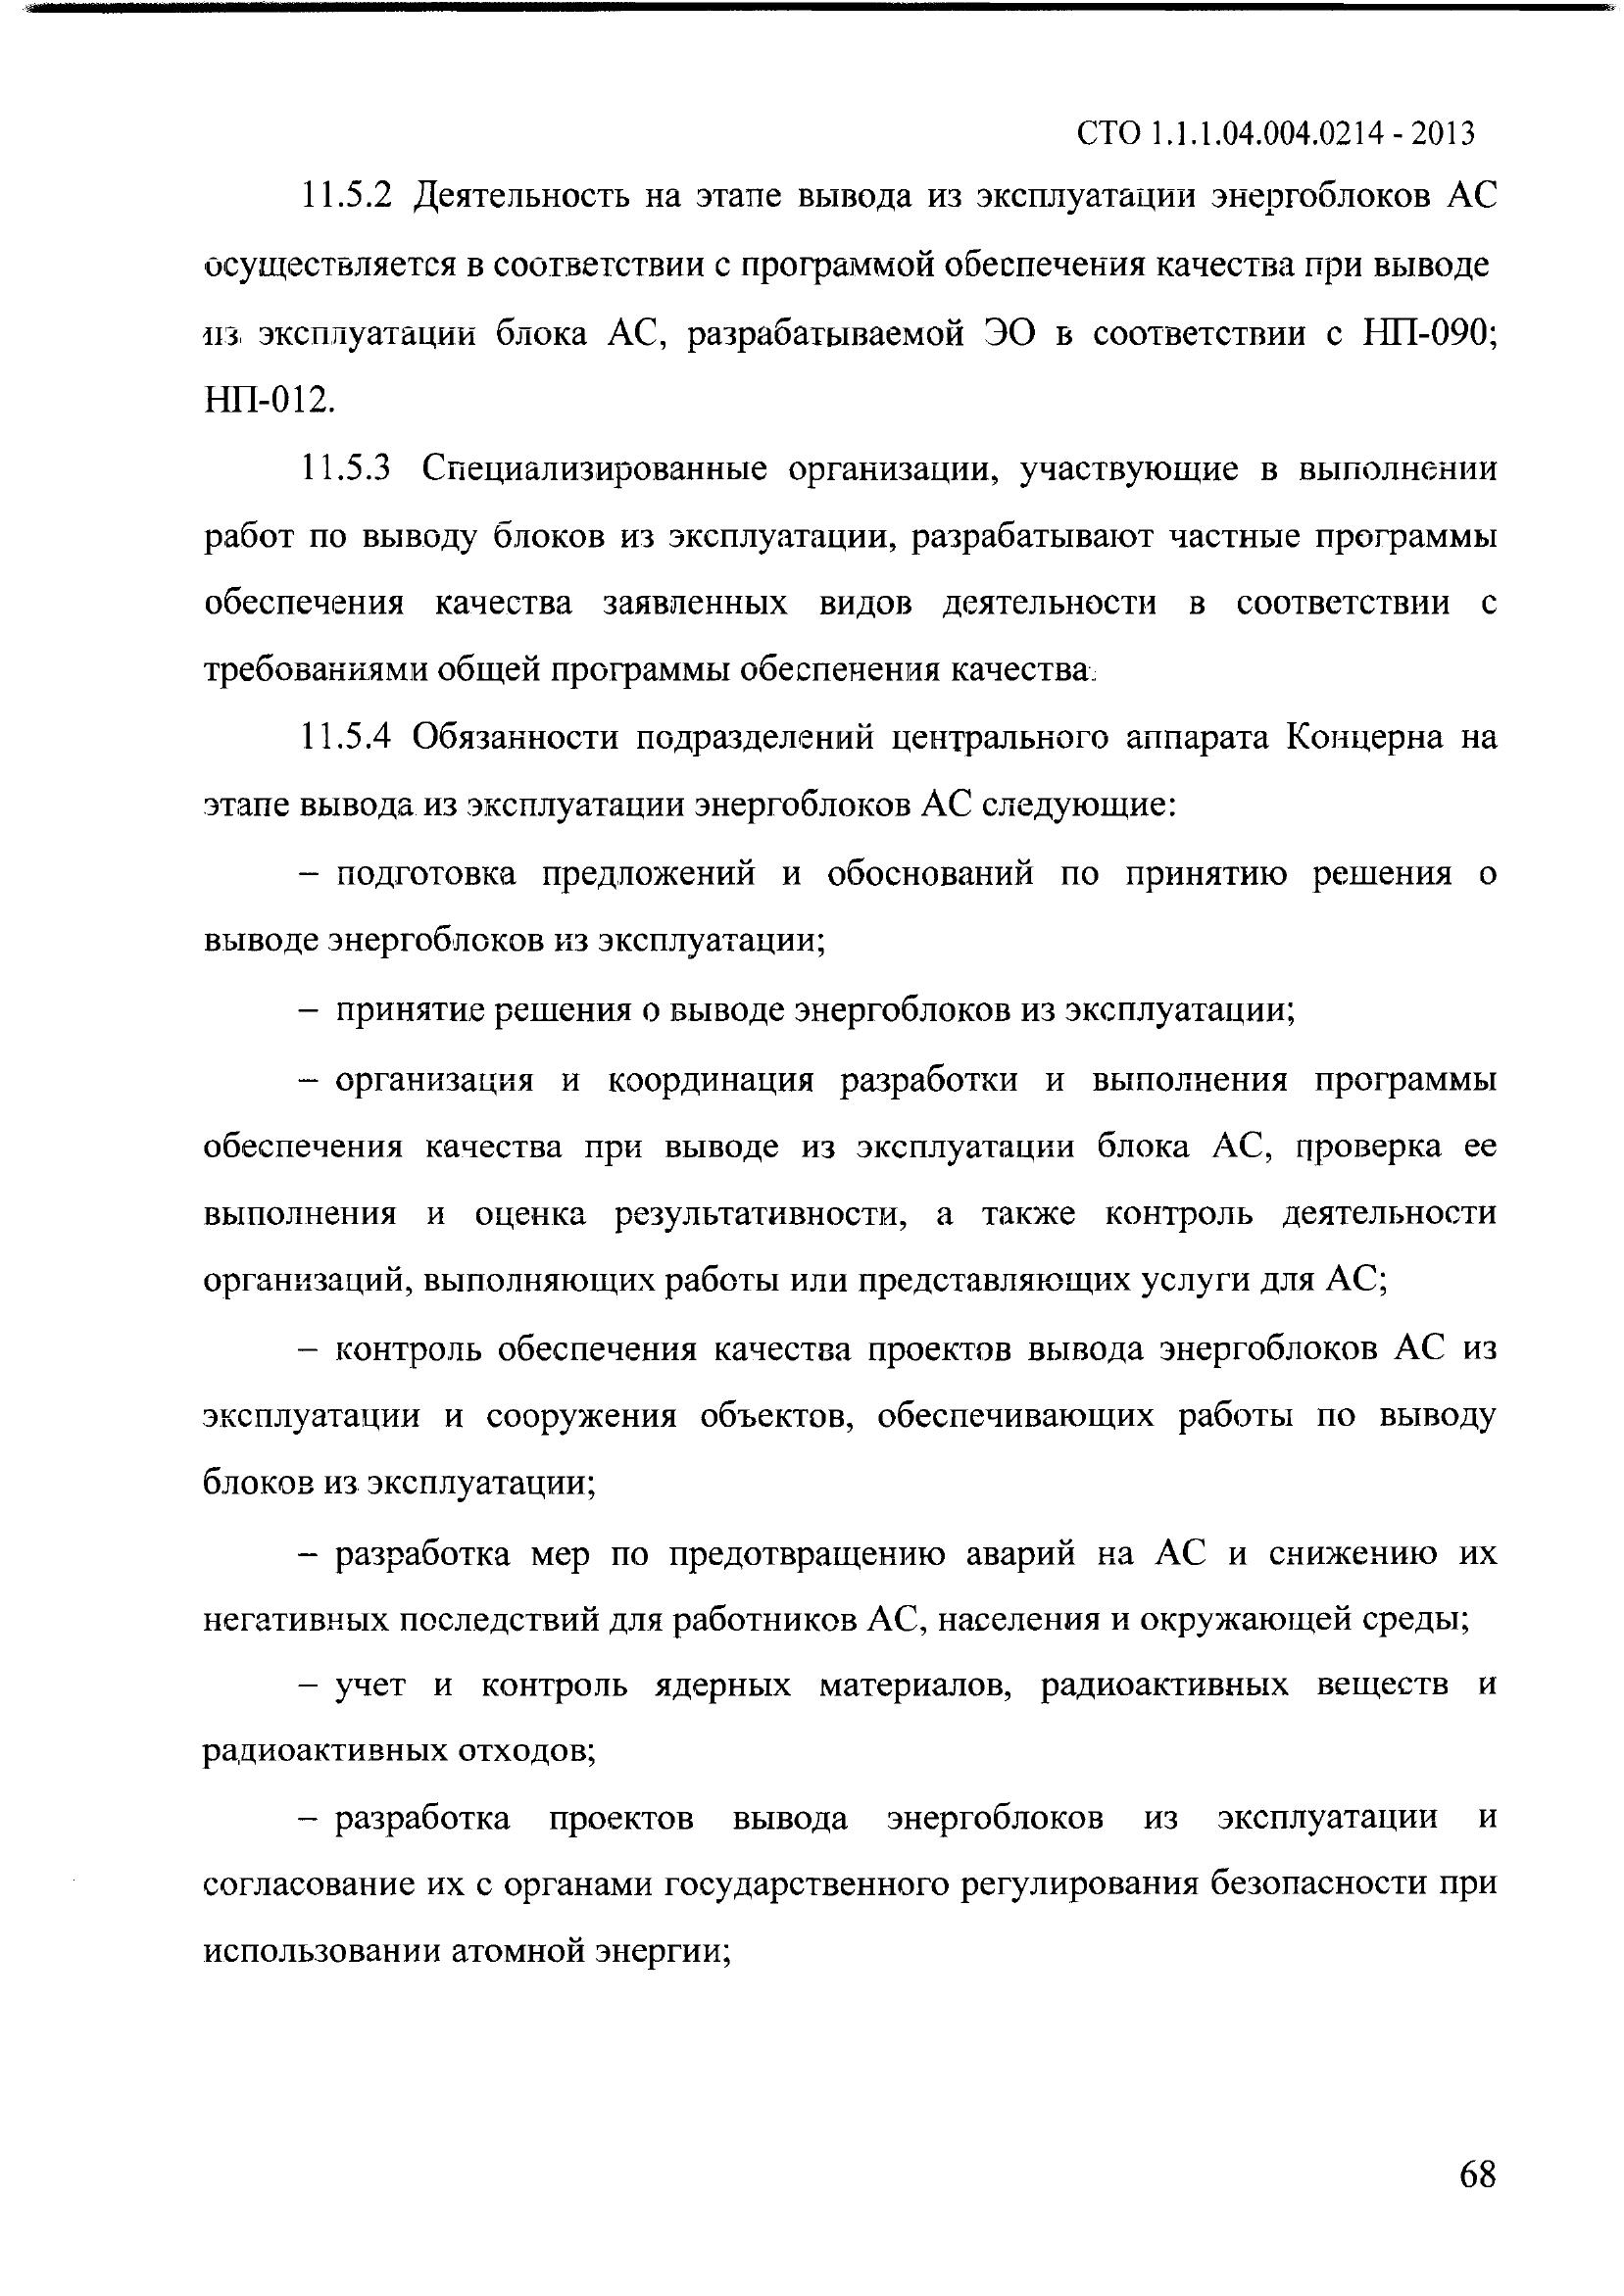 СТО 1.1.1.04.004.0214 - 2013
11.5.2 Деятельность на этапе вывода из эксплуатации энергоблоков АС
осуществляется в соответствии с программой обеспечения качества при выводе
из эксплуатации блока АС, разрабатываемой ЭО в соответствии с НП-090;
НП-012.
11.5.3 Специализированные организации, участвующие в выполнении
работ по выводу блоков из эксплуатации, разрабатывают частные программы
обеспечения качества заявленных видов деятельности в соответствии с
требованиями общей программы обеспечения качества.
11.5.4 Обязанности подразделений центрального аппарата Концерна на
этапе вывода из эксплуатации энергоблоков АС следующие:
– подготовка предложений и обоснований по принятию решения о
выводе энергоблоков из эксплуатации;
– принятие решения о выводе энергоблоков из эксплуатации;
– организация и координация разработки и выполнения программы
обеспечения качества при выводе из эксплуатации блока АС, проверка ее
выполнения и оценка результативности, а также контроль деятельности
организаций, выполняющих работы или представляющих услуги для АС;
– контроль обеспечения качества проектов вывода энергоблоков АС из
эксплуатации и сооружения объектов, обеспечивающих работы по выводу
блоков из эксплуатации;
– разработка мер по предотвращению аварий на АС и снижению их
негативных последствий для работников АС, населения и окружающей среды;
– учет и контроль ядерных материалов, радиоактивных веществ и
радиоактивных отходов;
– разработка проектов вывода энергоблоков из эксплуатации и
согласование их с органами государственного регулирования безопасности при
использовании атомной энергии;
68